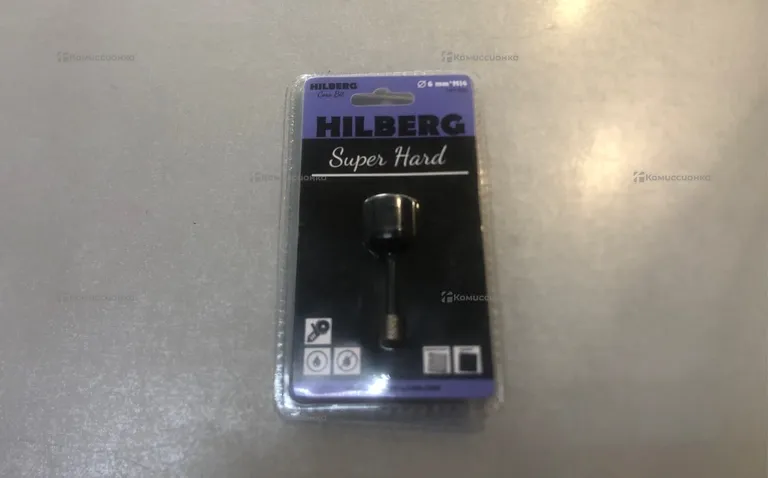 Комиссионка
Комиссионка
HILBERG
Core Bit
Ø 6 mm*M14
HILBERG
Super Hard
Комиссионка
Комиссионка
Комиссионка
Комиссионка